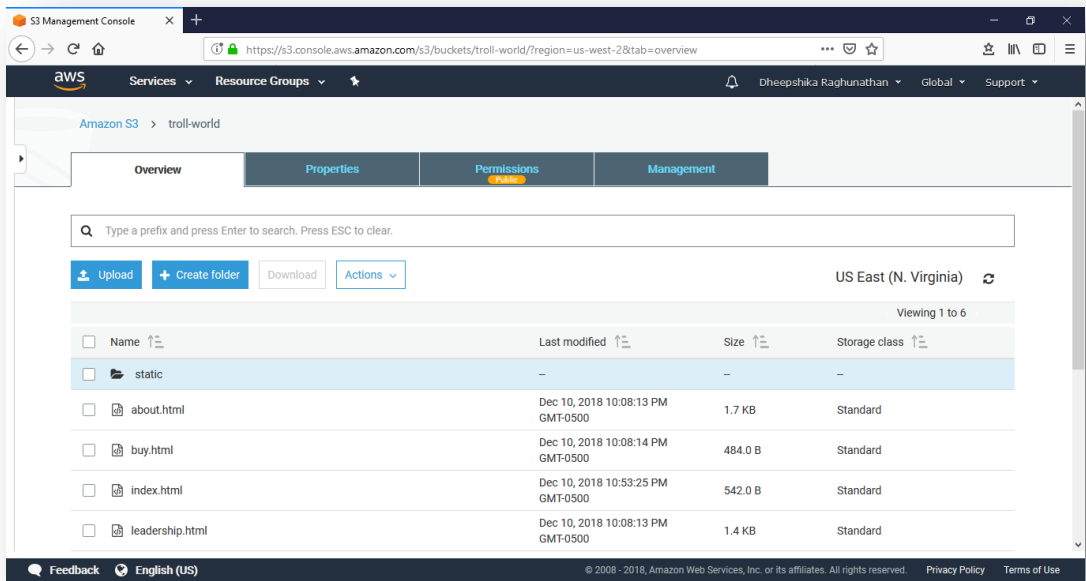 S3 Management Console
https://s3.console.aws.amazon.com/s3/buckets/troll-world/?region=us-west-2&tab=overview
aws Services Resource Groups Dheepshika Raghunathan Global Support
Amazon S3 > troll-world
Overview Properties Permissions Management
Public
Type a prefix and press Enter to search. Press ESC to clear.
Upload Create folder Download Actions US East (N. Virginia)
Viewing 1 to 6
Name Last modified Size Storage class
static -- -- --
about.html Dec 10, 2018 10:08:13 PM GMT-0500 1.7 KB Standard
buy.html Dec 10, 2018 10:08:14 PM GMT-0500 484.0 B Standard
index.html Dec 10, 2018 10:53:25 PM GMT-0500 542.0 B Standard
leadership.html Dec 10, 2018 10:08:13 PM GMT-0500 1.4 KB Standard
Feedback English (US) © 2008 - 2018, Amazon Web Services, Inc. or its affiliates. All rights reserved. Privacy Policy Terms of Use